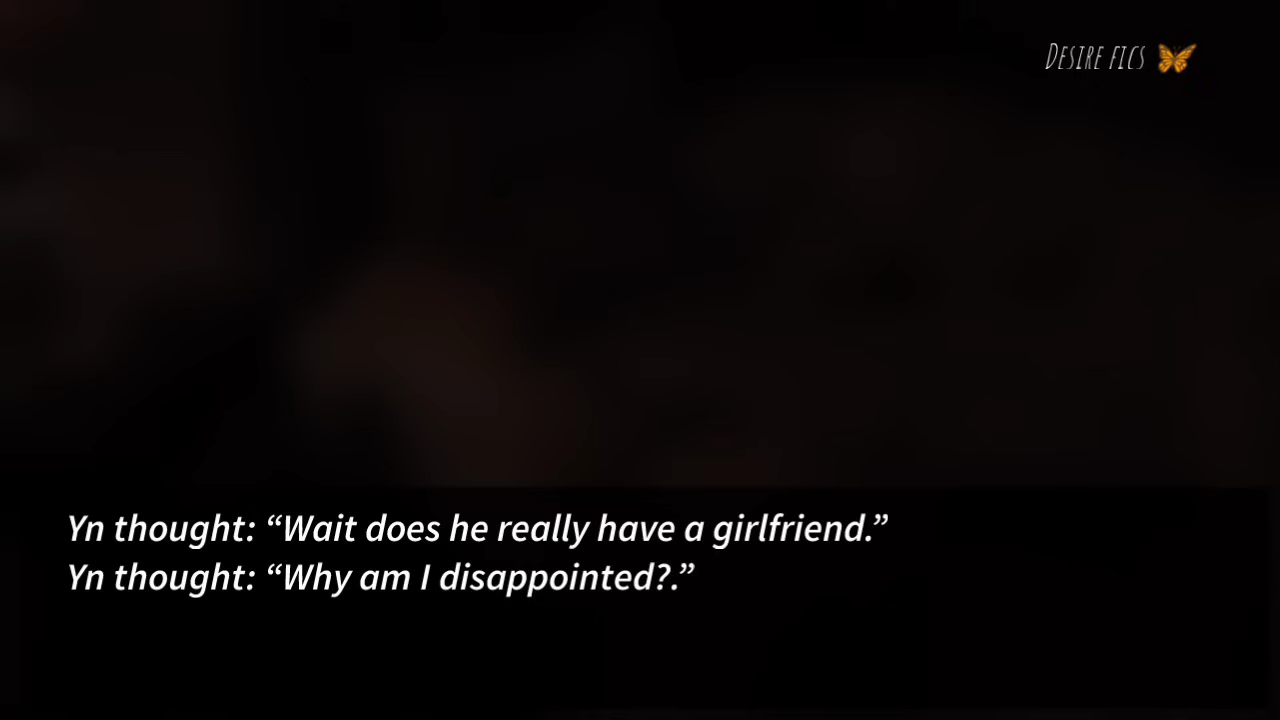 Desire fics
Yn thought: “Wait does he really have a girlfriend.”
Yn thought: “Why am I disappointed?.”